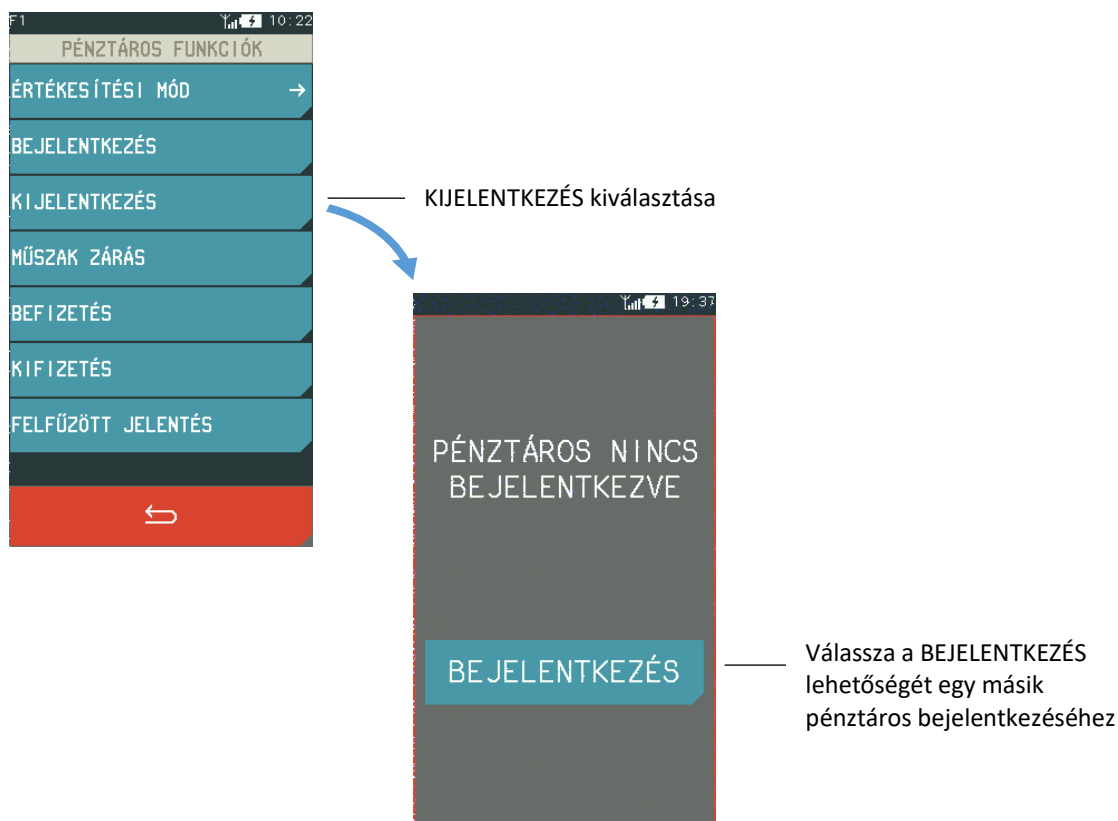 F1 10:22
PÉNZTÁROS FUNKCIÓK
ÉRTÉKESÍTÉSI MÓD →
BEJELENTKEZÉS
KIJELENTKEZÉS
MŰSZAK ZÁRÁS
BEFIZETÉS
KIFIZETÉS
FELFŰZÖTT JELENTÉS
KIJELENTKEZÉS kiválasztása
19:37
PÉNZTÁROS NINCS
BEJELENTKEZVE
BEJELENTKEZÉS
Válassza a BEJELENTKEZÉS
lehetőségét egy másik
pénztáros bejelentkezéséhez